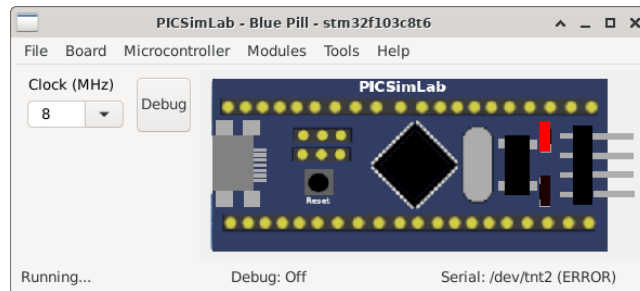 PICSimLab - Blue Pill - stm32f103c8t6
File Board Microcontroller Modules Tools Help
Clock (MHz)
8
Debug
PICSimLab
Reset
Running... Debug: Off Serial: /dev/tnt2 (ERROR)